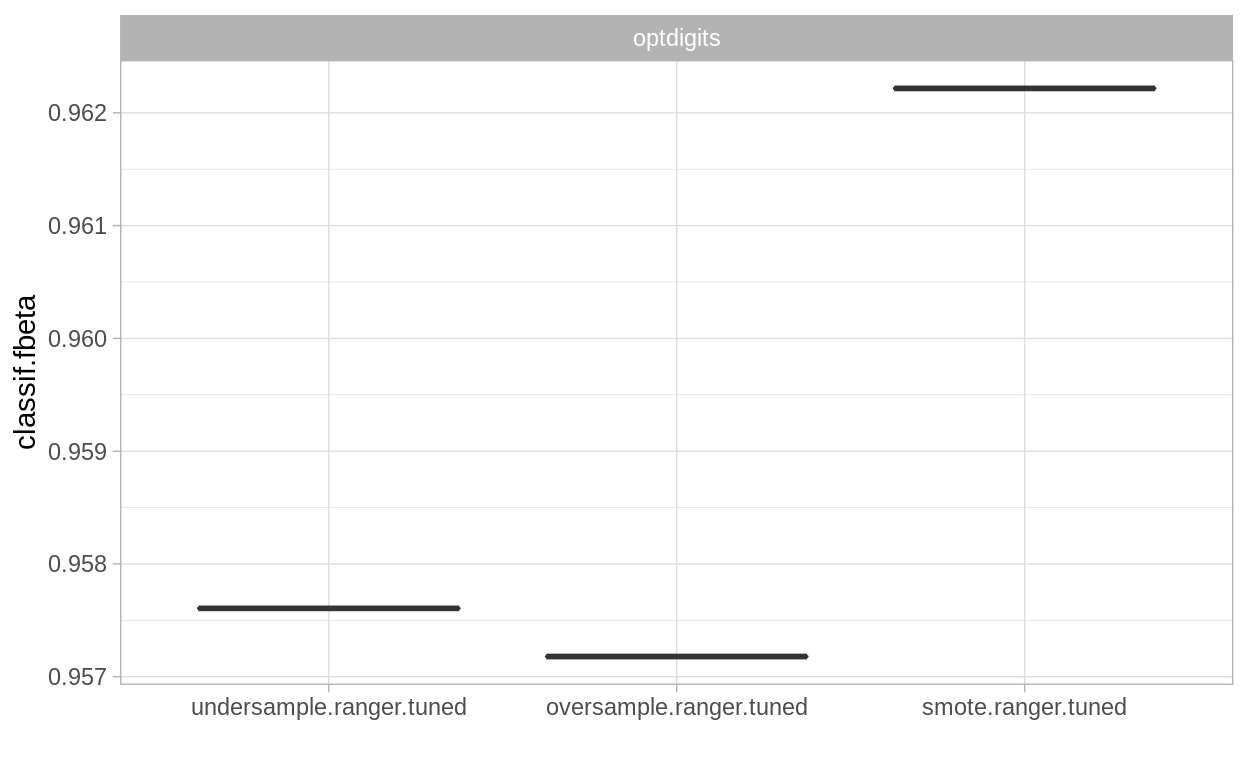 optdigits
0.962
0.961
0.960
0.959
0.958
0.957
classif.fbeta
undersample.ranger.tuned
oversample.ranger.tuned
smote.ranger.tuned